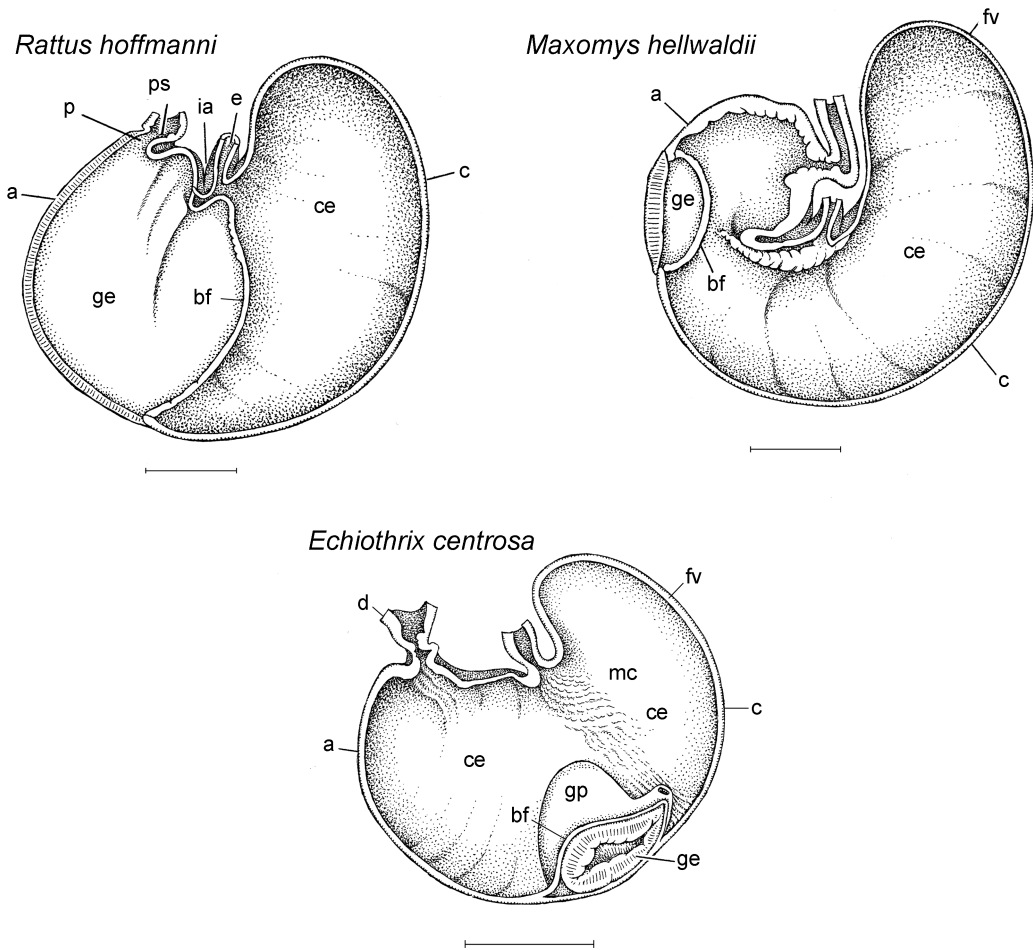 Rattus hoffmanni
p
ps
ia
e
a
c
ce
ge
bf
Maxomys hellwaldii
fv
a
ge
bf
ce
c
Echiothrix centrosa
d
fv
mc
ce
c
a
ce
gp
bf
ge